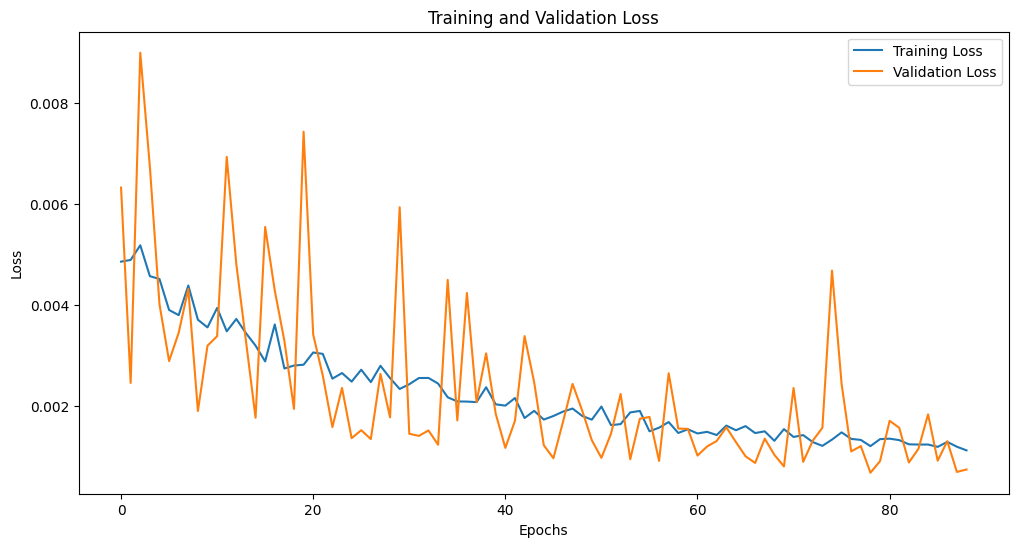 Training and Validation Loss
Training Loss
Validation Loss
Loss
0.008
0.006
0.004
0.002
0
20
40
60
80
Epochs